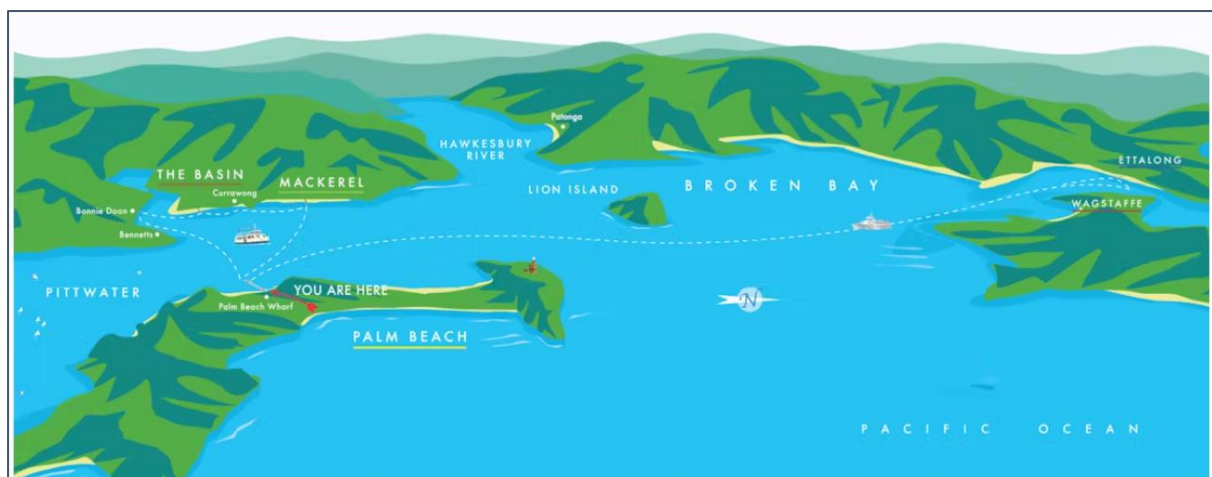 Patonga
HAWKESBURY
RIVER
ETTALONG
THE BASIN
MACKEREL
LION ISLAND
BROKEN BAY
Currawong
WAGSTAFFE
Bonnie Doon
Bennetts
PITTWATER
YOU ARE HERE
Palm Beach Wharf
N
PALM BEACH
PACIFIC OCEAN